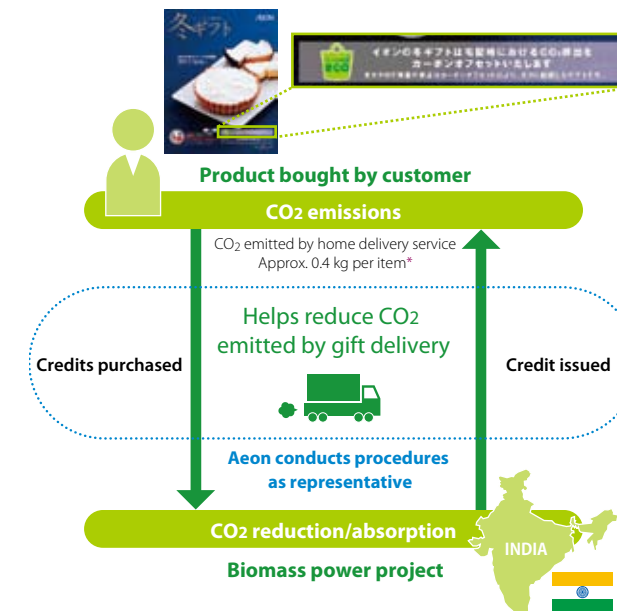 冬ギフト
AEON
eco
イオンの冬ギフトは宅配時におけるCO₂排出を
カーボンオフセットいたします
Product bought by customer
CO2 emissions
CO2 emitted by home delivery service
Approx. 0.4 kg per item*
Helps reduce CO2
emitted by gift delivery
Credits purchased
Credit issued
Aeon conducts procedures
as representative
CO2 reduction/absorption
INDIA
Biomass power project